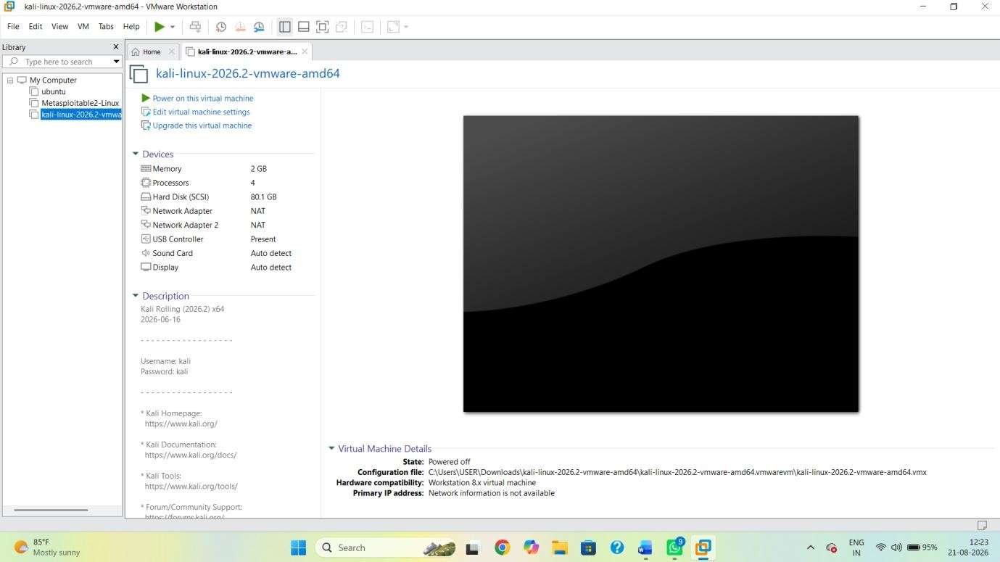 kali-linux-2026.2-vmware-amd64 - VMware Workstation
File Edit View VM Tabs Help
Library
Type here to search
My Computer
ubuntu
Metasploitable2-Linux
kali-linux-2026.2-vmwa
Home
kali-linux-2026.2-vmware-a...
kali-linux-2026.2-vmware-amd64
Power on this virtual machine
Edit virtual machine settings
Upgrade this virtual machine
Devices
Memory 2 GB
Processors 4
Hard Disk (SCSI) 80.1 GB
Network Adapter NAT
Network Adapter 2 NAT
USB Controller Present
Sound Card Auto detect
Display Auto detect
Description
Kali Rolling (2026.2) x64
2026-06-16
- - - - - - - - - - - - - - - - - -
Username: kali
Password: kali
- - - - - - - - - - - - - - - - - -
* Kali Homepage:
https://www.kali.org/
* Kali Documentation:
https://www.kali.org/docs/
* Kali Tools:
https://www.kali.org/tools/
* Forum/Community Support:
https://forums.kali.org/
Virtual Machine Details
State: Powered off
Configuration file: C:\Users\USER\Downloads\kali-linux-2026.2-vmware-amd64\kali-linux-2026.2-vmware-amd64.vmwarevm\kali-linux-2026.2-vmware-amd64.vmx
Hardware compatibility: Workstation 8.x virtual machine
Primary IP address: Network information is not available
85°F
Mostly sunny
Search
9
ENG
IN
95%
12:23
21-08-2026